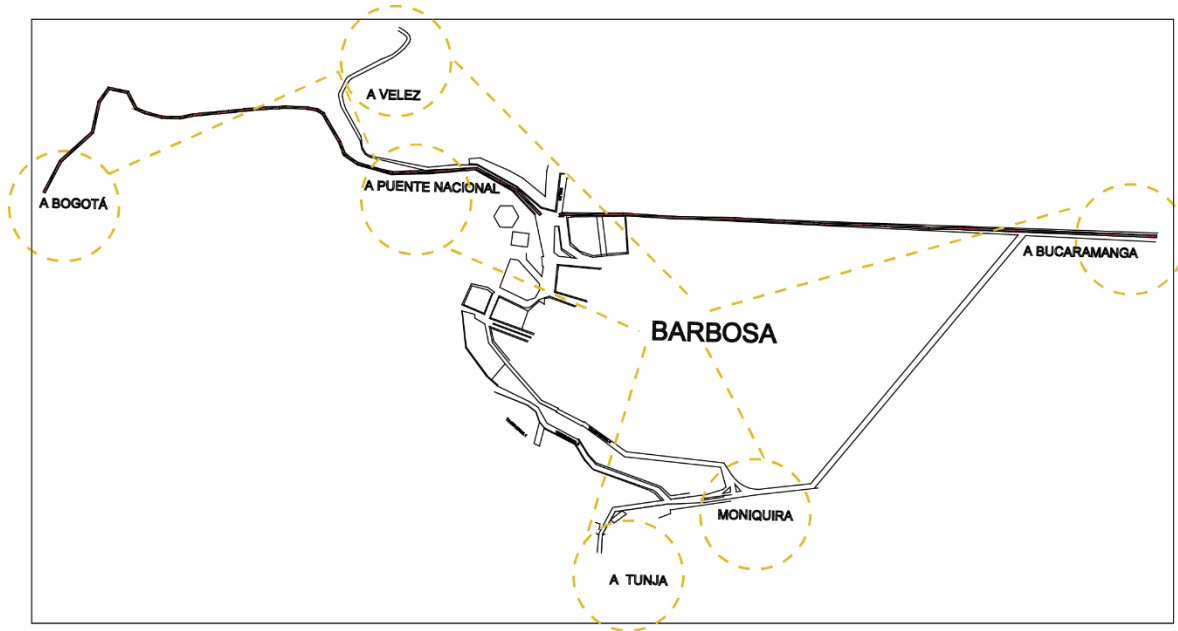 A VELEZ
A PUENTE NACIONAL
A BOGOTÁ
A BUCARAMANGA
BARBOSA
MONIQUIRA
A TUNJA